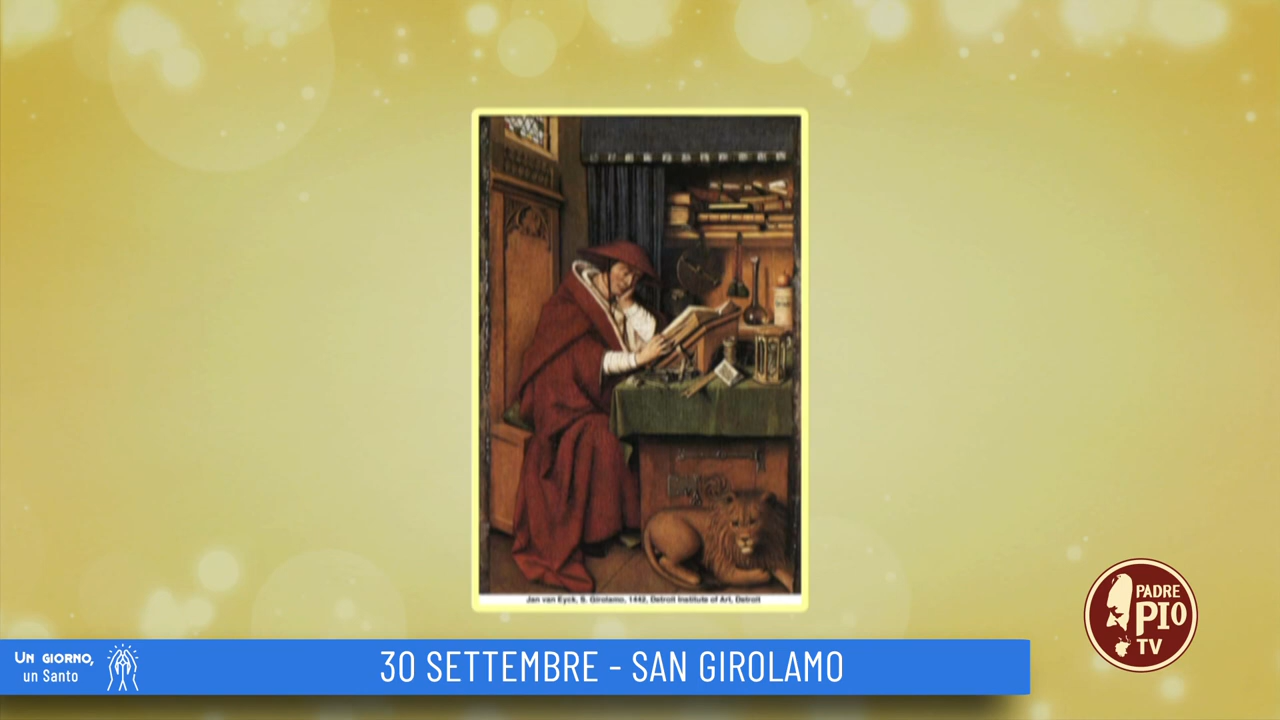 Jan van Eyck, S. Girolamo, 1442, Detroit Institute of Art, Detroit
PADRE
PIO
TV
UN GIORNO,
un Santo
30 SETTEMBRE - SAN GIROLAMO